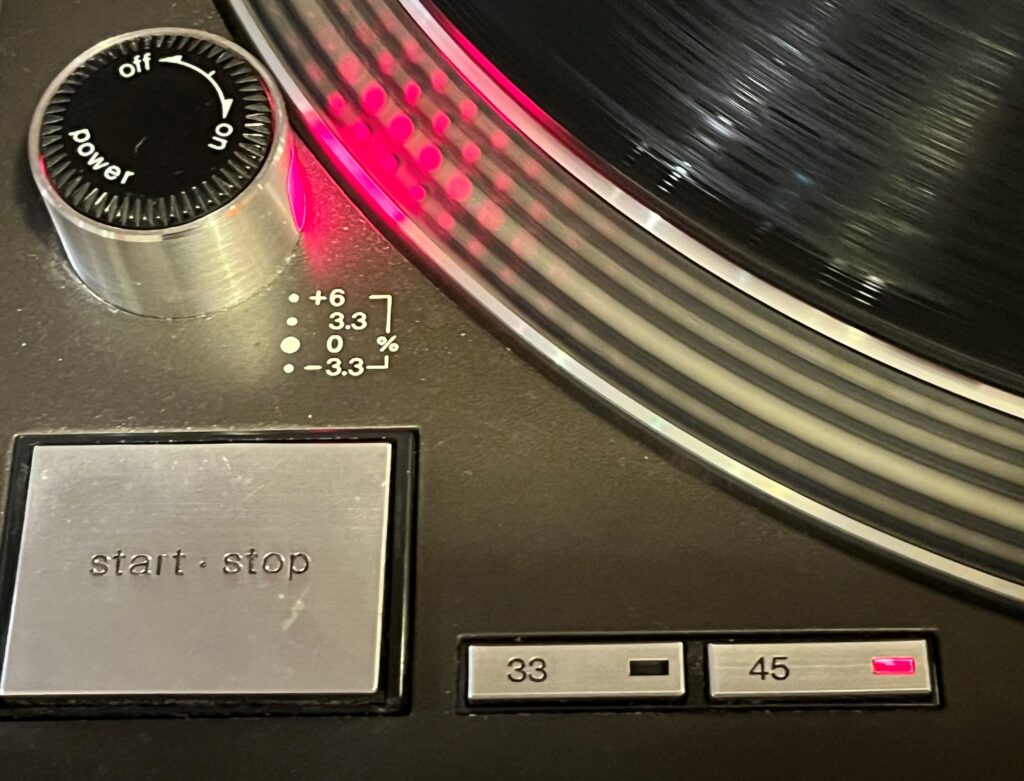 off
on
power
+6
3.3
0 %
−3.3
start · stop
33
45